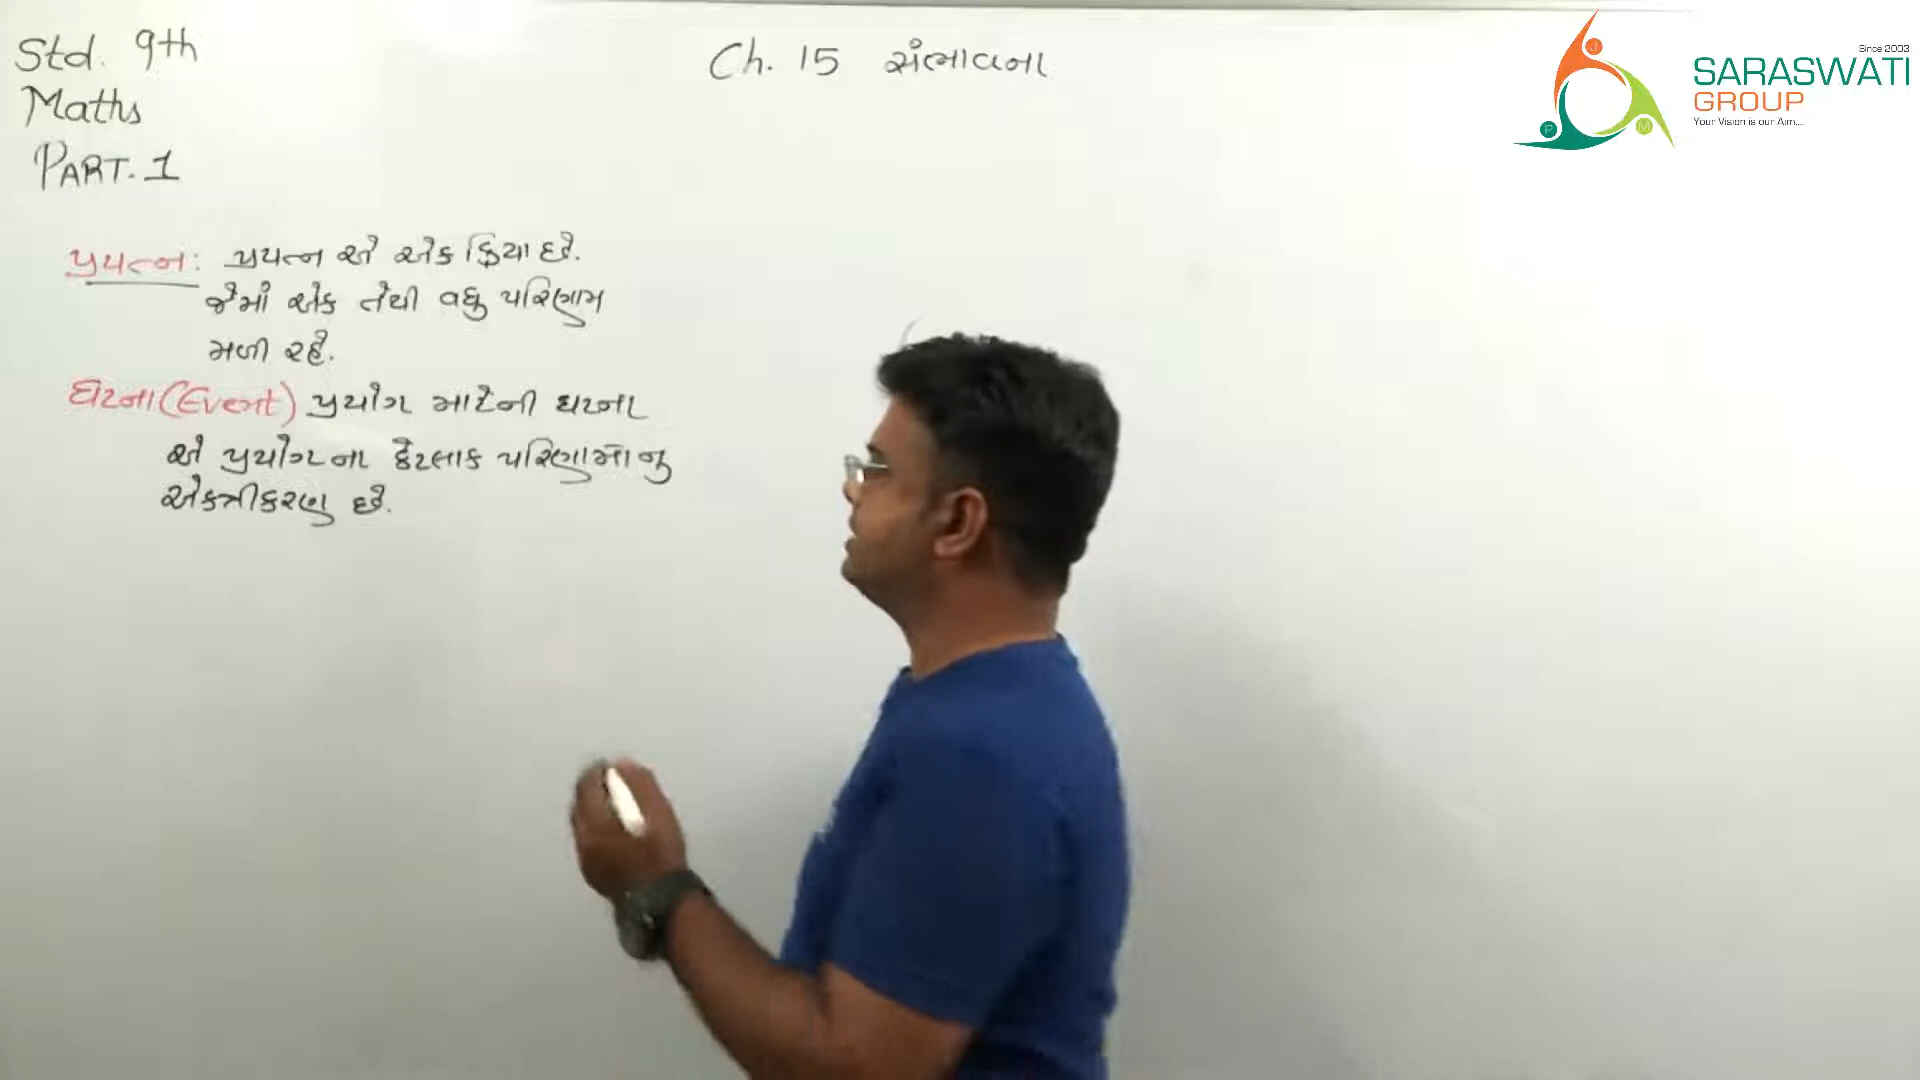 Std. 9th
Maths
PART. 1
Ch. 15 સંભાવના
Since 2003
SARASWATI
GROUP
Your Vision is our Aim....
J
P
M
પ્રયત્ન: પ્રયત્ન એ એક ક્રિયા છે.
જેમાં એક તેથી વધુ પરિણામ
મળી રહે.
ઘટના (Event) પ્રયોગ માટેની ઘટના
એ પ્રયોગના કેટલાક પરિણામોનુ
એકત્રીકરણ છે.